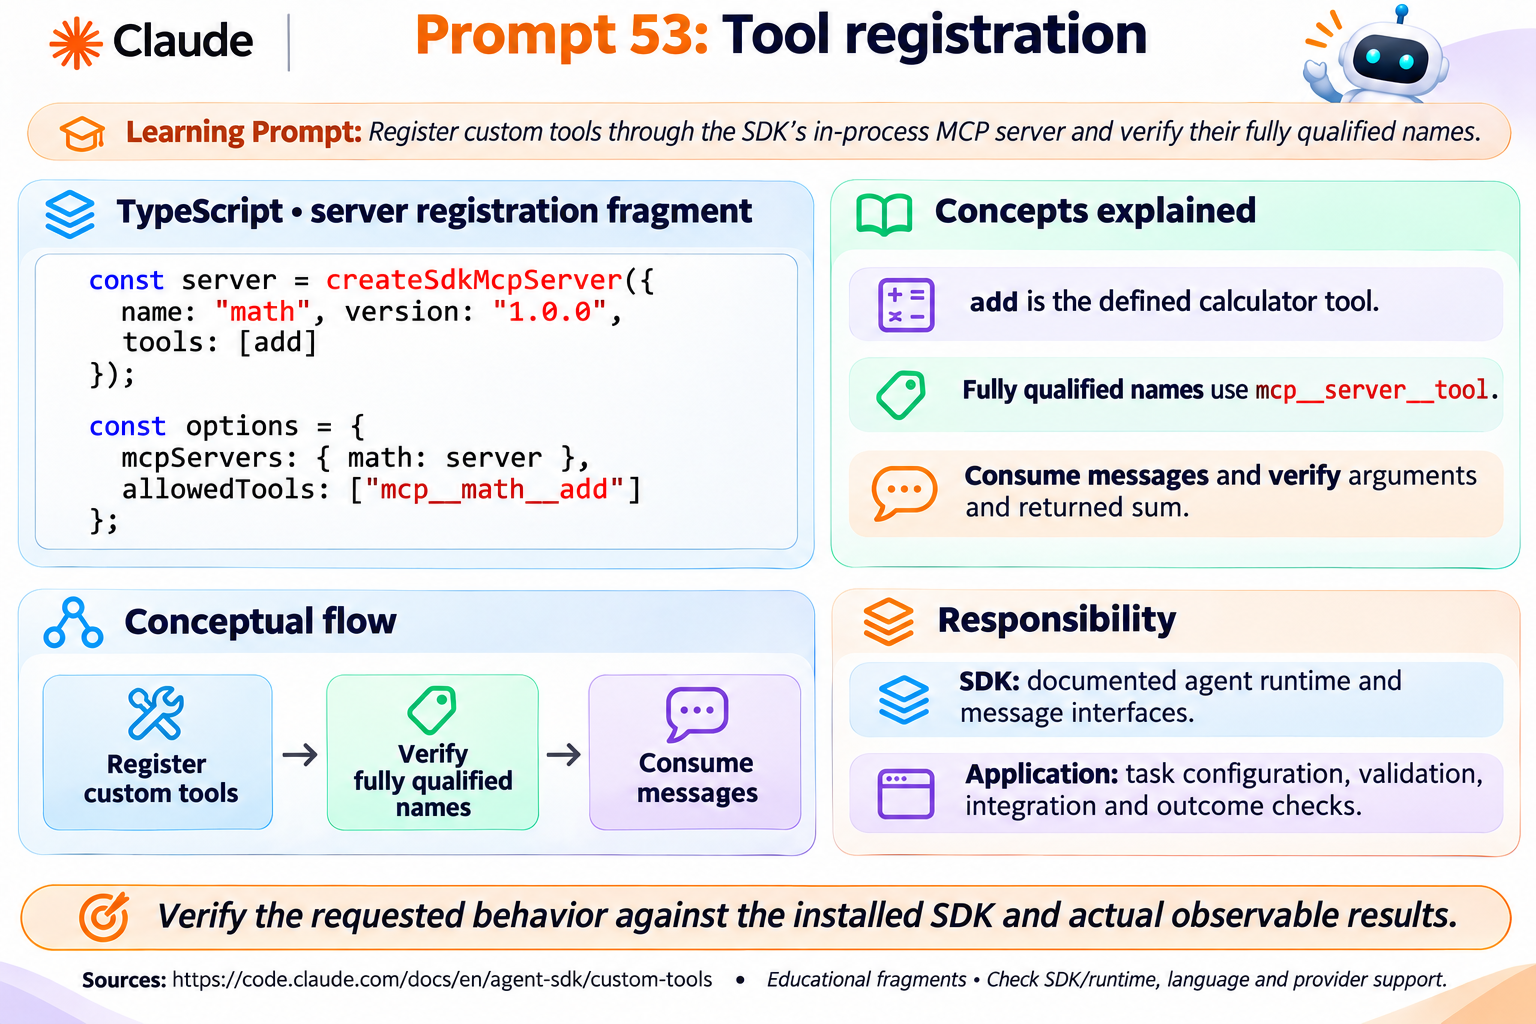 Claude
Prompt 53: Tool registration
Learning Prompt: Register custom tools through the SDK's in-process MCP server and verify their fully qualified names.
TypeScript • server registration fragment
const server = createSdkMcpServer({
  name: "math", version: "1.0.0",
  tools: [add]
});
const options = {
  mcpServers: { math: server },
  allowedTools: ["mcp__math__add"]
};
Concepts explained
add is the defined calculator tool.
Fully qualified names use mcp__server__tool.
Consume messages and verify arguments
and returned sum.
Conceptual flow
Register
custom tools
Verify
fully qualified
names
Consume
messages
Responsibility
SDK: documented agent runtime and
message interfaces.
Application: task configuration, validation,
integration and outcome checks.
Verify the requested behavior against the installed SDK and actual observable results.
Sources: https://code.claude.com/docs/en/agent-sdk/custom-tools • Educational fragments • Check SDK/runtime, language and provider support.